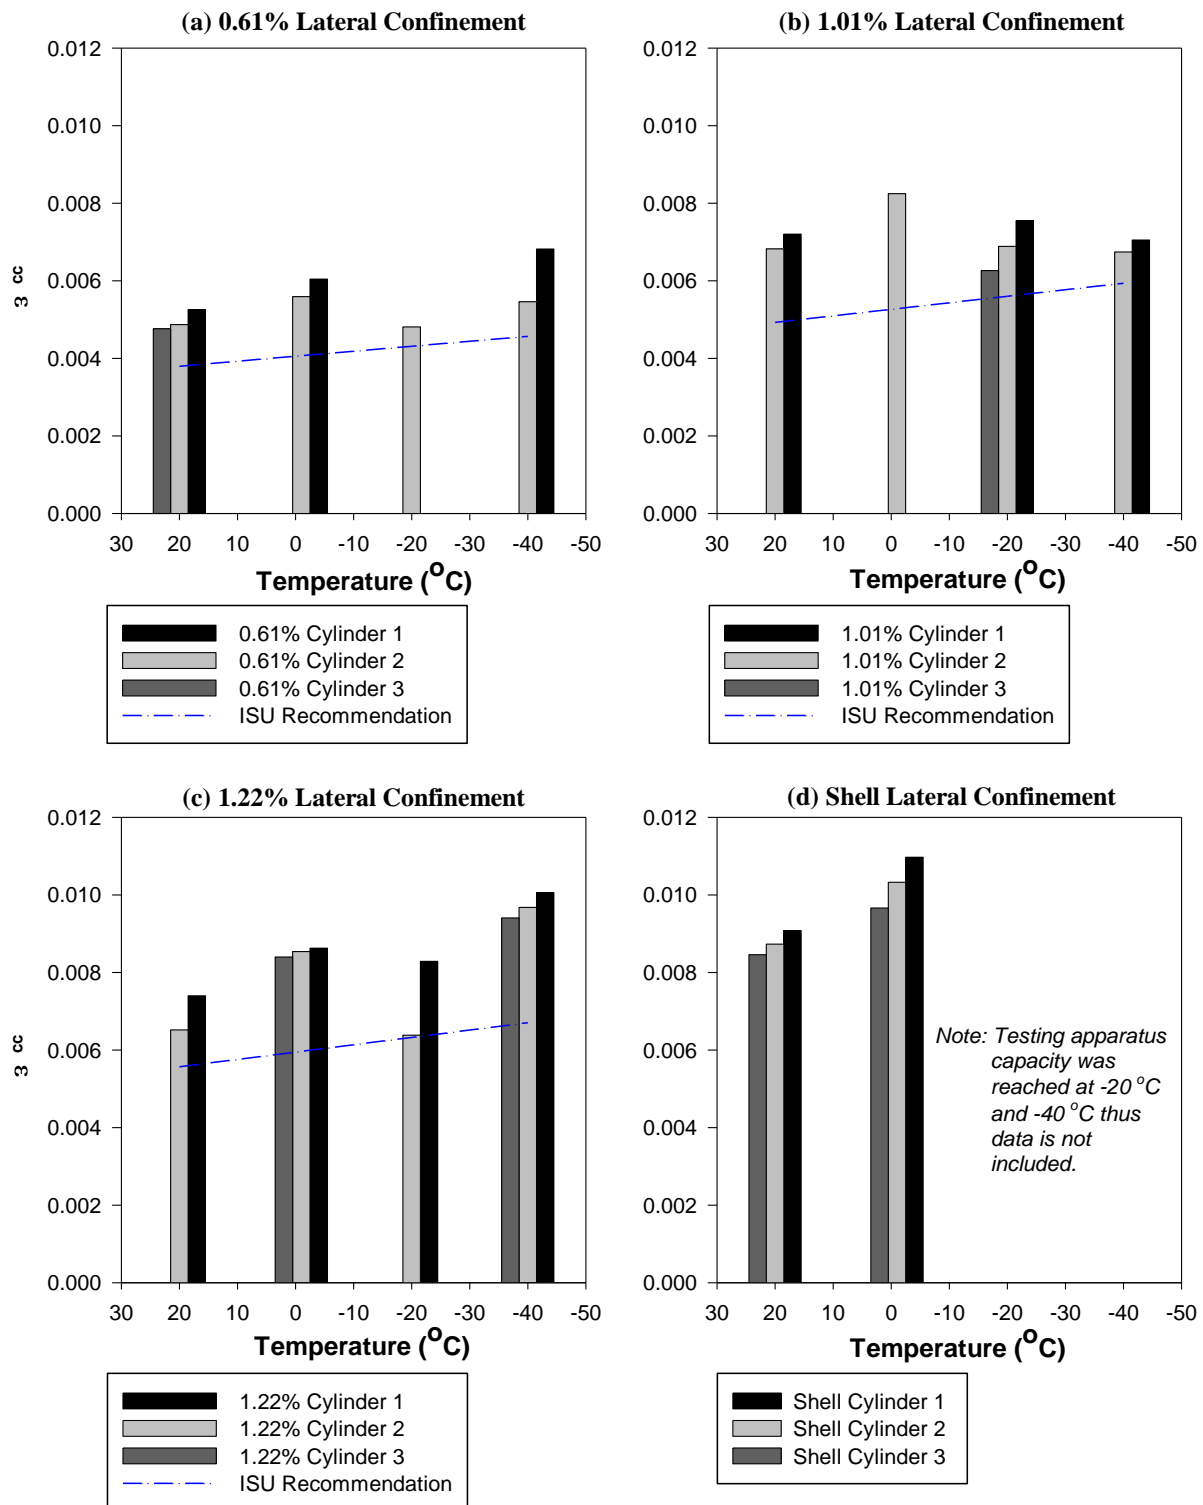 (a) 0.61% Lateral Confinement
0.012
0.010
0.008
0.006
0.004
0.002
0.000
ε cc
30 20 10 0 -10 -20 -30 -40 -50
Temperature (°C)
0.61% Cylinder 1
0.61% Cylinder 2
0.61% Cylinder 3
ISU Recommendation
(b) 1.01% Lateral Confinement
0.012
0.010
0.008
0.006
0.004
0.002
0.000
30 20 10 0 -10 -20 -30 -40 -50
Temperature (°C)
1.01% Cylinder 1
1.01% Cylinder 2
1.01% Cylinder 3
ISU Recommendation
(c) 1.22% Lateral Confinement
0.012
0.010
0.008
0.006
0.004
0.002
0.000
ε cc
30 20 10 0 -10 -20 -30 -40 -50
Temperature (°C)
1.22% Cylinder 1
1.22% Cylinder 2
1.22% Cylinder 3
ISU Recommendation
(d) Shell Lateral Confinement
0.012
0.010
0.008
0.006
0.004
0.002
0.000
Note: Testing apparatus
capacity was
reached at -20 °C
and -40 °C thus
data is not
included.
30 20 10 0 -10 -20 -30 -40 -50
Temperature (°C)
Shell Cylinder 1
Shell Cylinder 2
Shell Cylinder 3